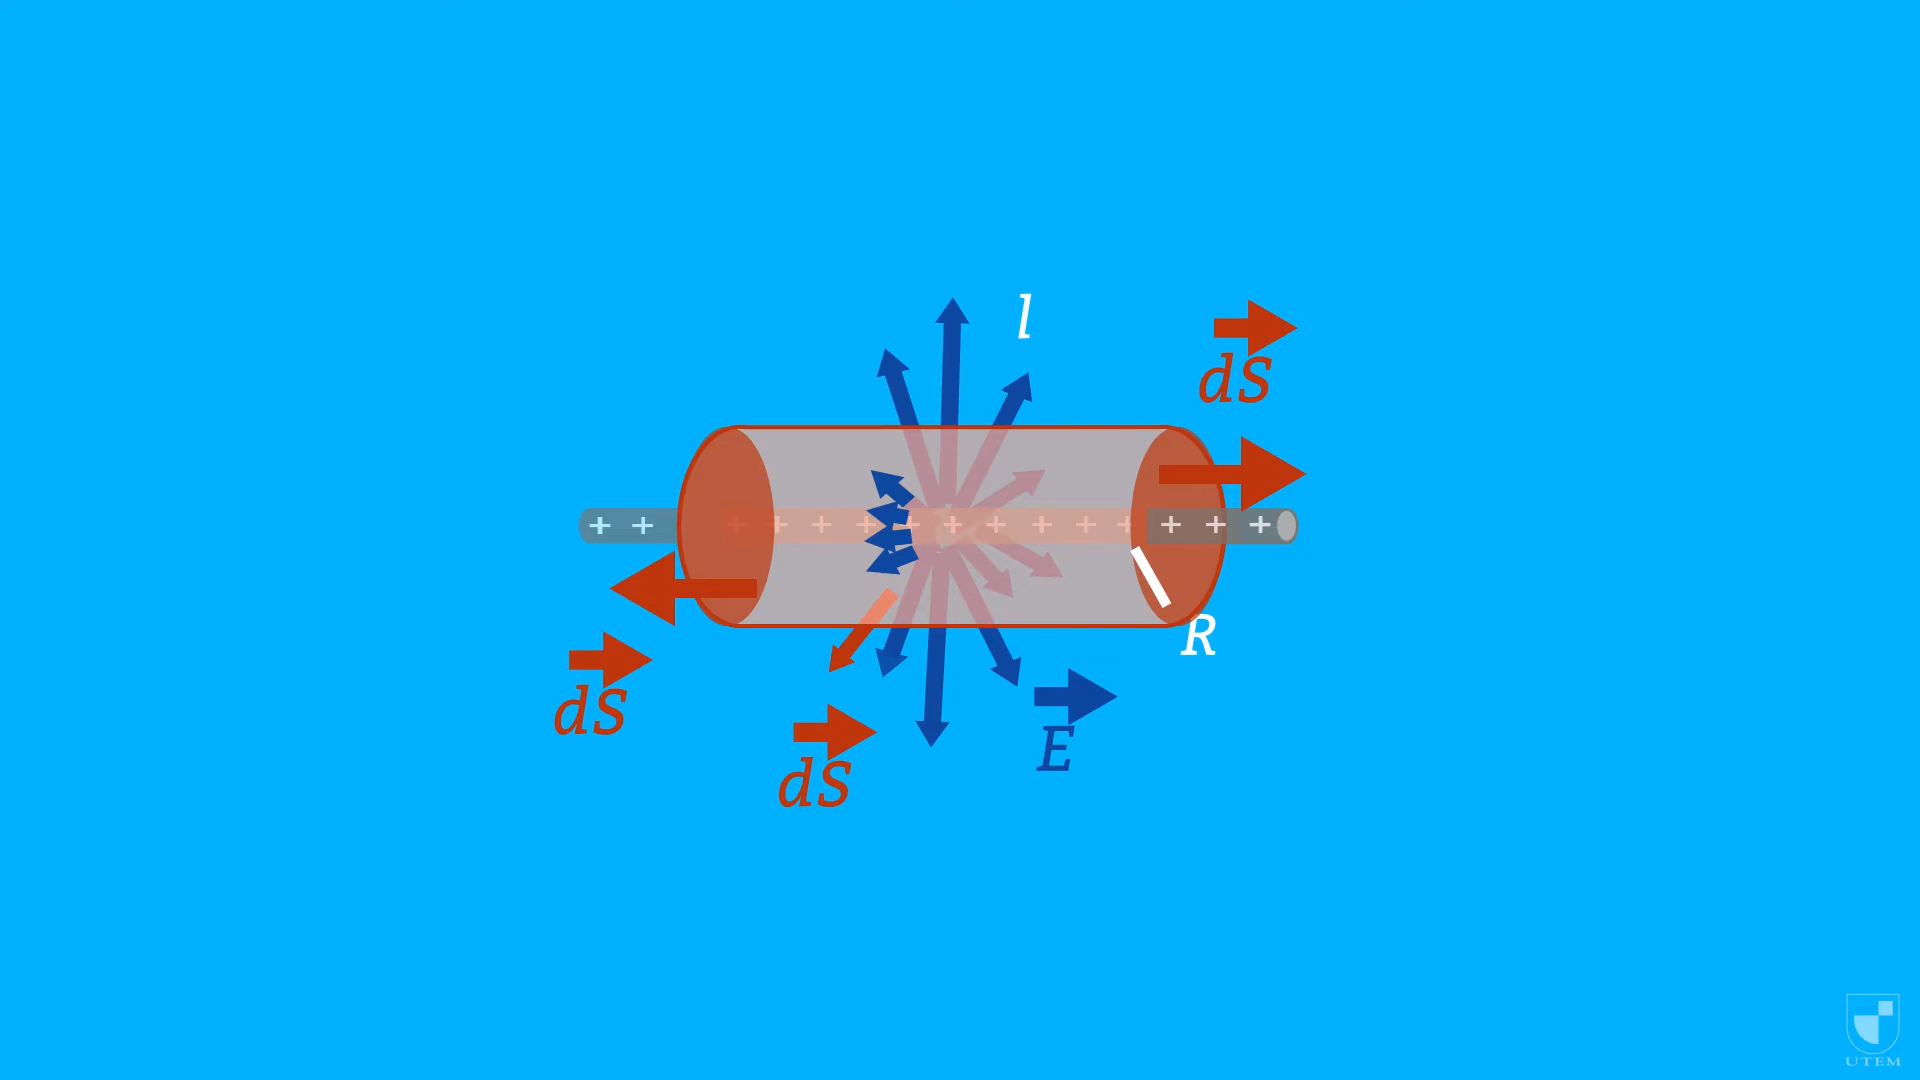 l
dS
+ + + + + + + + + + + + + + + +
R
dS
E
dS
UTEM